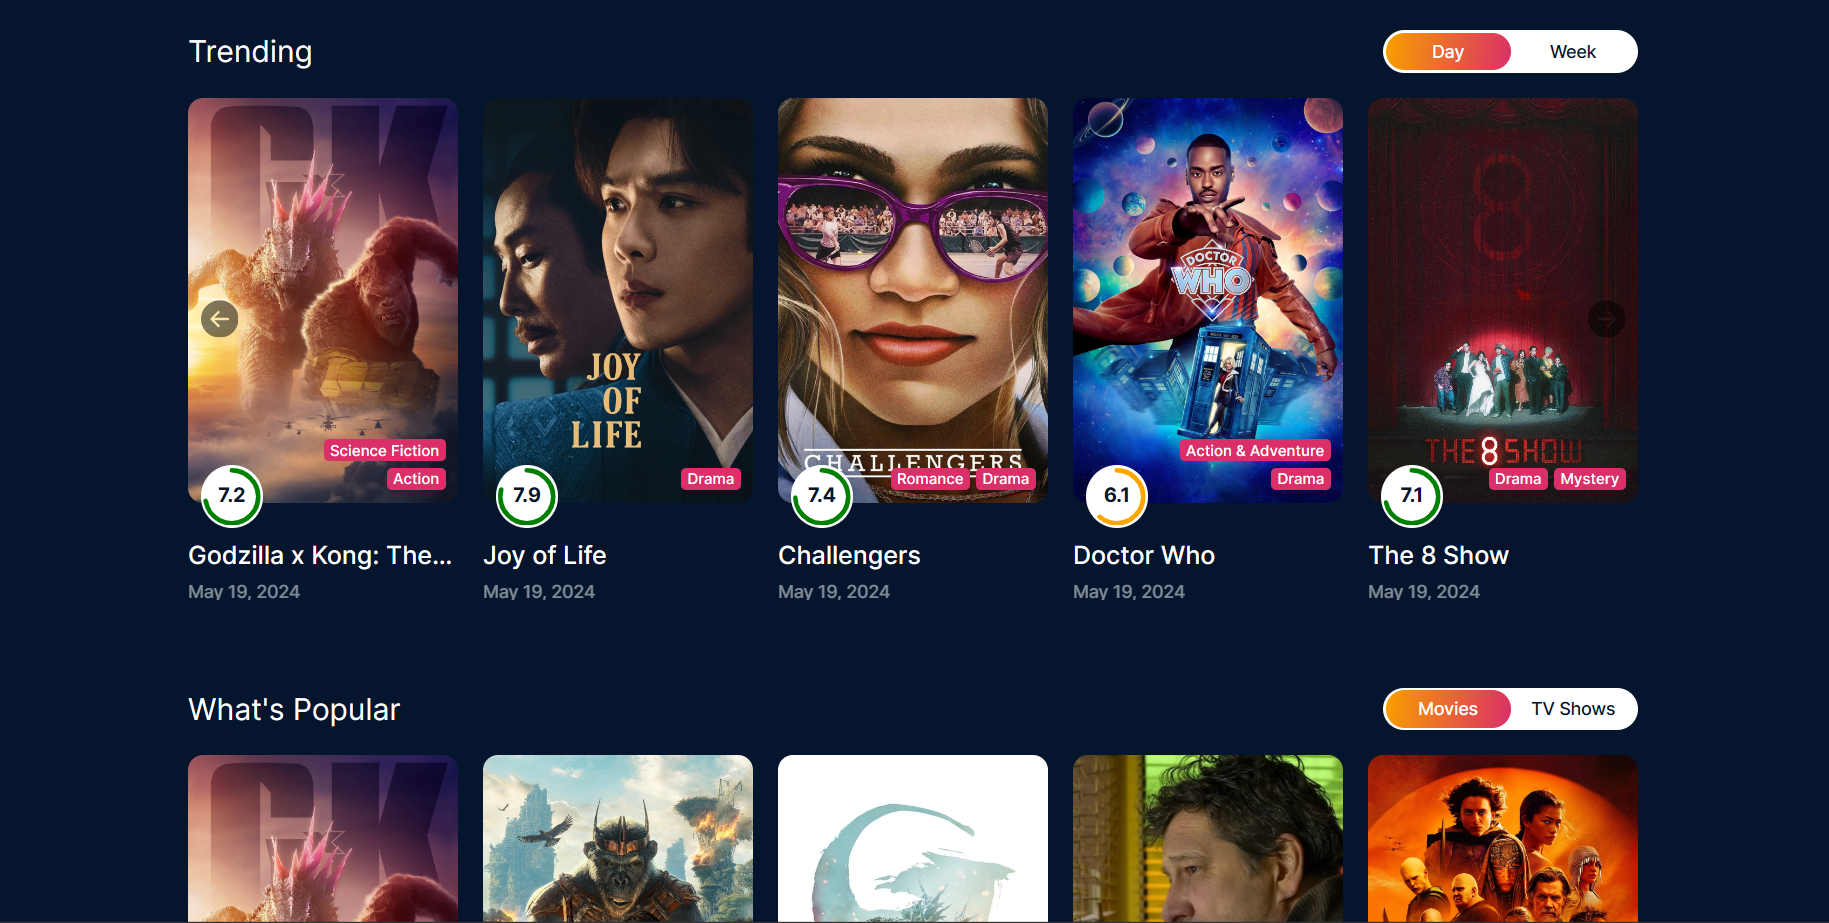 Trending
Day
Week
GK
JOY
OF
LIFE
CHALLENGERS
DOCTOR
WHO
8
THE 8 SHOW
Science Fiction
Action
Drama
Romance Drama
Action & Adventure
Drama
Drama Mystery
7.2
7.9
7.4
6.1
7.1
Godzilla x Kong: The...
Joy of Life
Challengers
Doctor Who
The 8 Show
May 19, 2024
May 19, 2024
May 19, 2024
May 19, 2024
May 19, 2024
What's Popular
Movies
TV Shows
GK